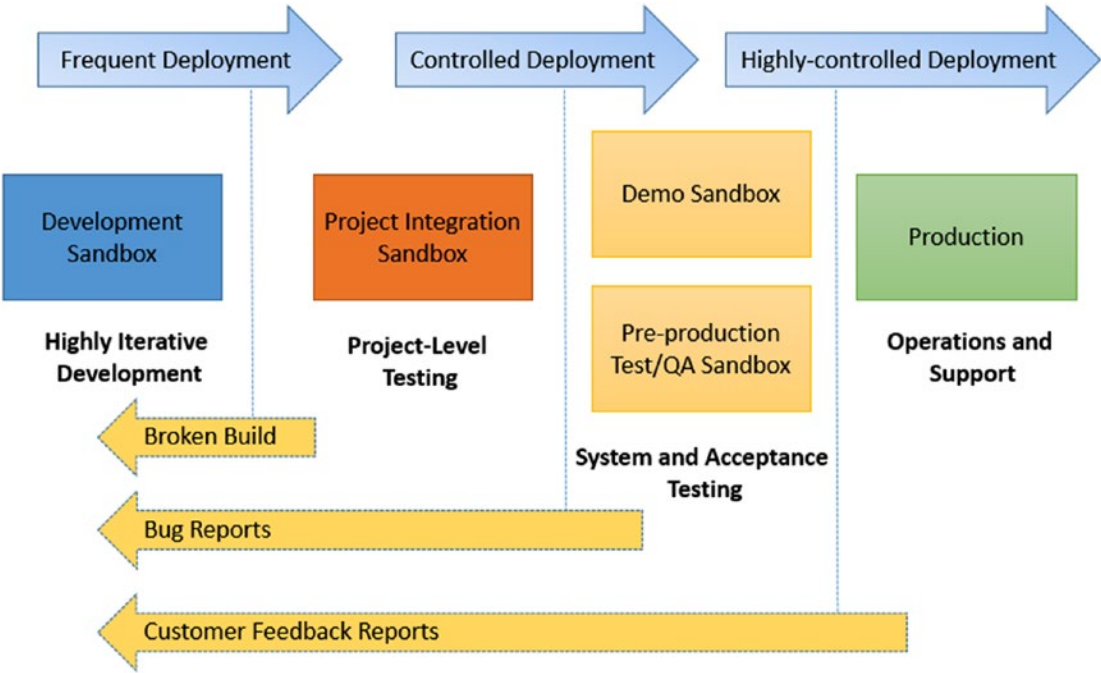 Frequent Deployment
Controlled Deployment
Highly-controlled Deployment
Development
Sandbox
Highly Iterative
Development
Project Integration
Sandbox
Project-Level
Testing
Demo Sandbox
Pre-production
Test/QA Sandbox
System and Acceptance
Testing
Production
Operations and
Support
Broken Build
Bug Reports
Customer Feedback Reports